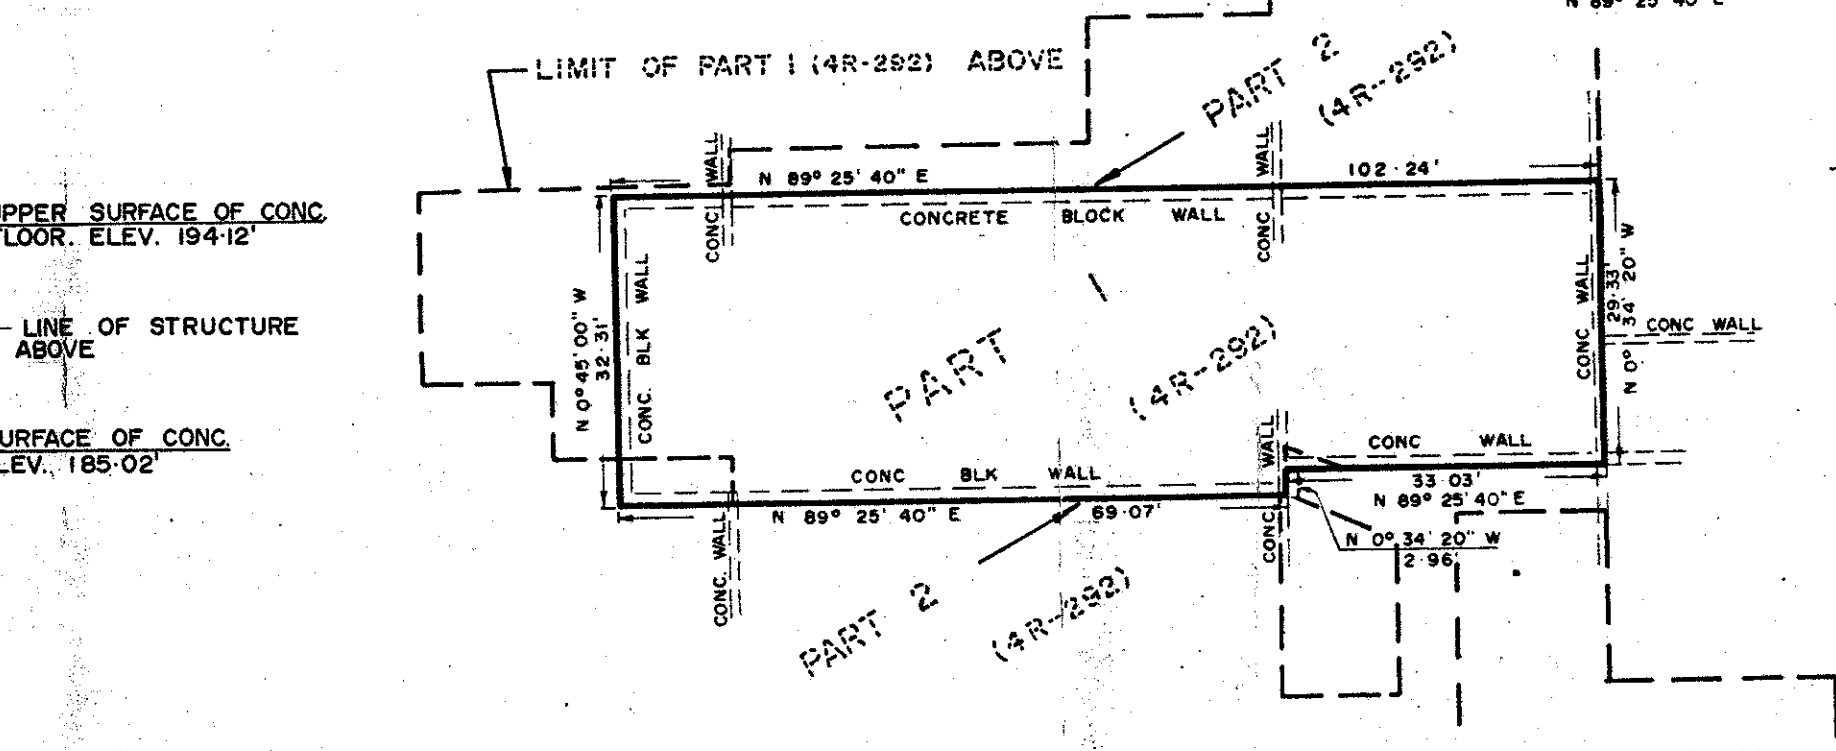 N 89° 25' 40" E
LIMIT OF PART 1 (4R-292) ABOVE
PART 2
(4R-292)
CONC WALL
CONC WALL
N 89° 25' 40" E
102·24'
UPPER SURFACE OF CONC.
FLOOR. ELEV. 194·12'
CONCRETE BLOCK WALL
N 0° 45' 00" W
32·31'
CONC. BLK WALL
CONC WALL
29·33'
N 0° 34' 20" W
LINE OF STRUCTURE
ABOVE
CONC WALL
PART 1
(4R-292)
SURFACE OF CONC.
ELEV. 185·02'
CONC WALL
CONC WALL
CONC BLK WALL
33·03'
N 89° 25' 40" E
N 89° 25' 40" E
69·07'
CONC. WALL
N 0° 34' 20" W
2·96'
PART 2
(4R-292)